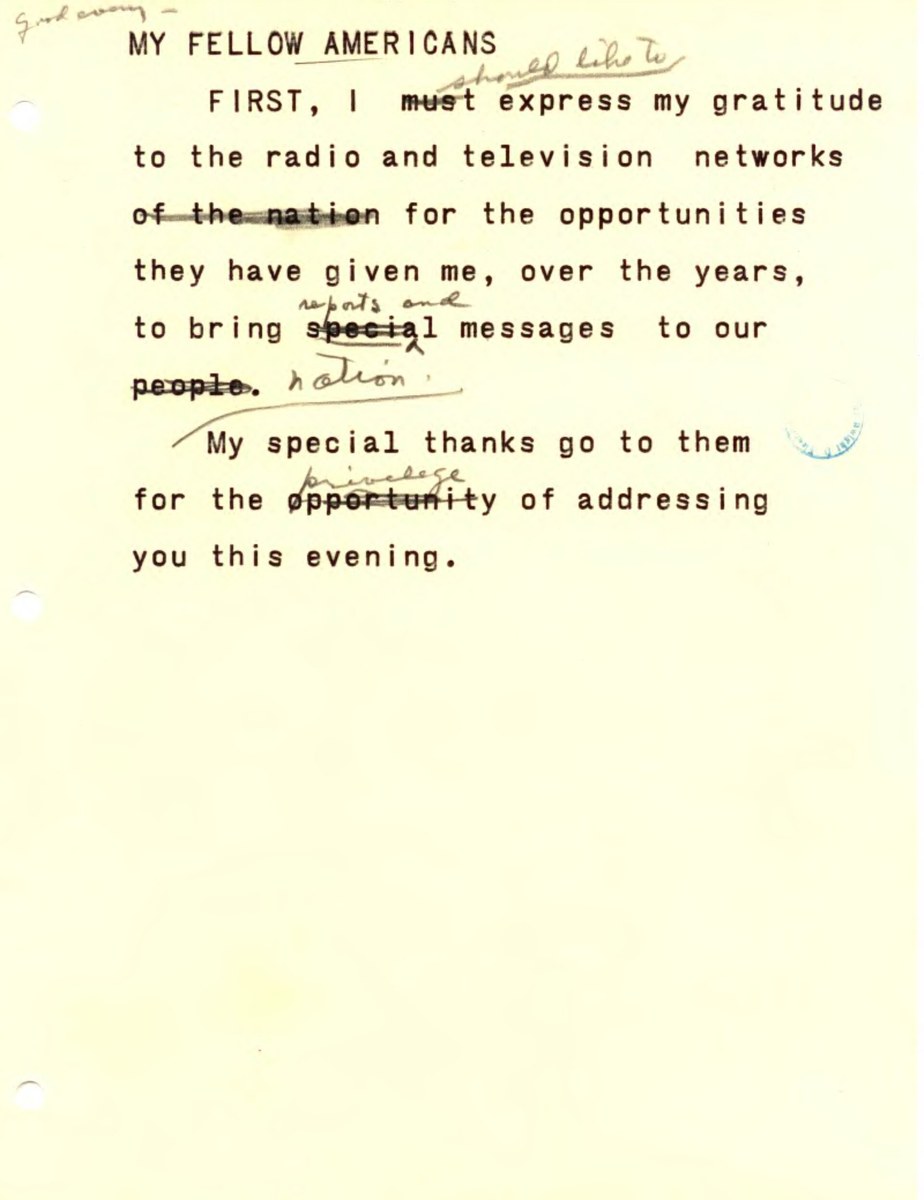 Good evening —
MY FELLOW AMERICANS
should like to
FIRST, I must express my gratitude
to the radio and television networks
of the nation for the opportunities
they have given me, over the years,
reports and
to bring special messages to our
people. nation.
My special thanks go to them
privelege
for the opportunity of addressing
you this evening.